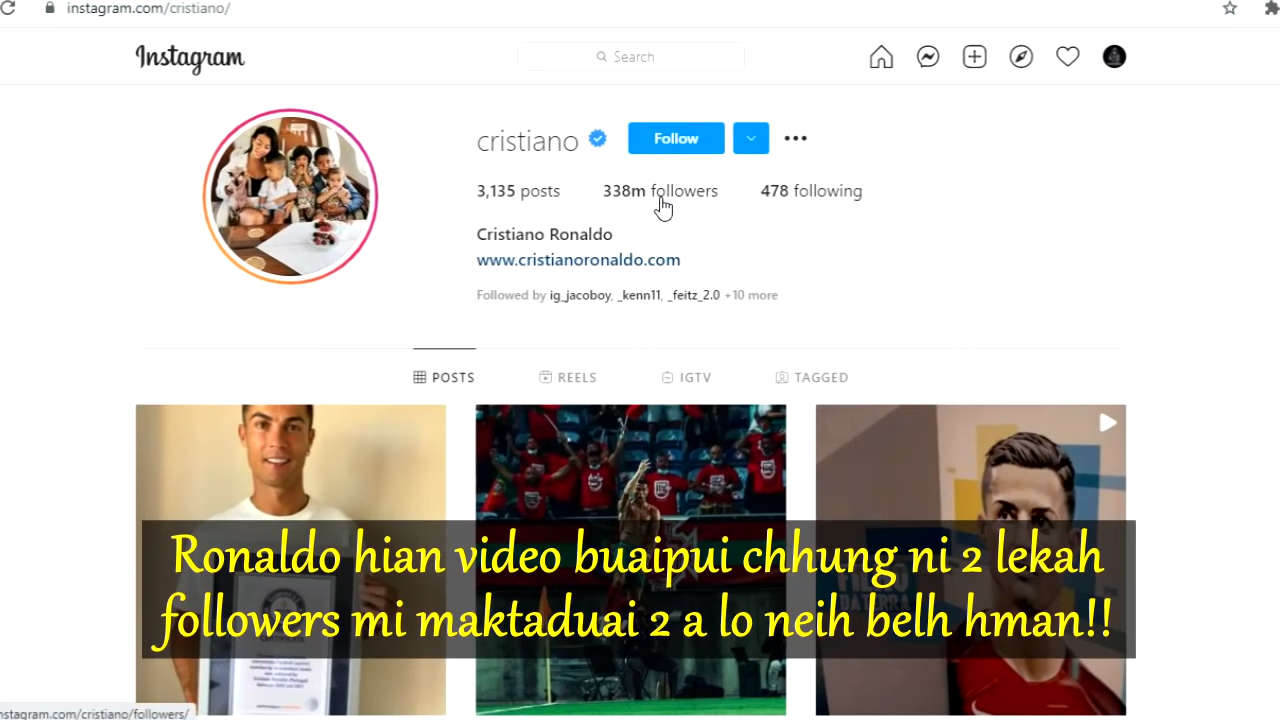 instagram.com/cristiano/
Instagram
Search
cristiano
Follow
3,135 posts 338m followers 478 following
Cristiano Ronaldo
www.cristianoronaldo.com
Followed by ig_jacoboy, _kenn11, _feitz_2.0 +10 more
POSTS REELS IGTV TAGGED
Ronaldo hian video buaipui chhung ni 2 lekah
followers mi maktaduai 2 a lo neih belh hman!!
nstagram.com/cristiano/followers/